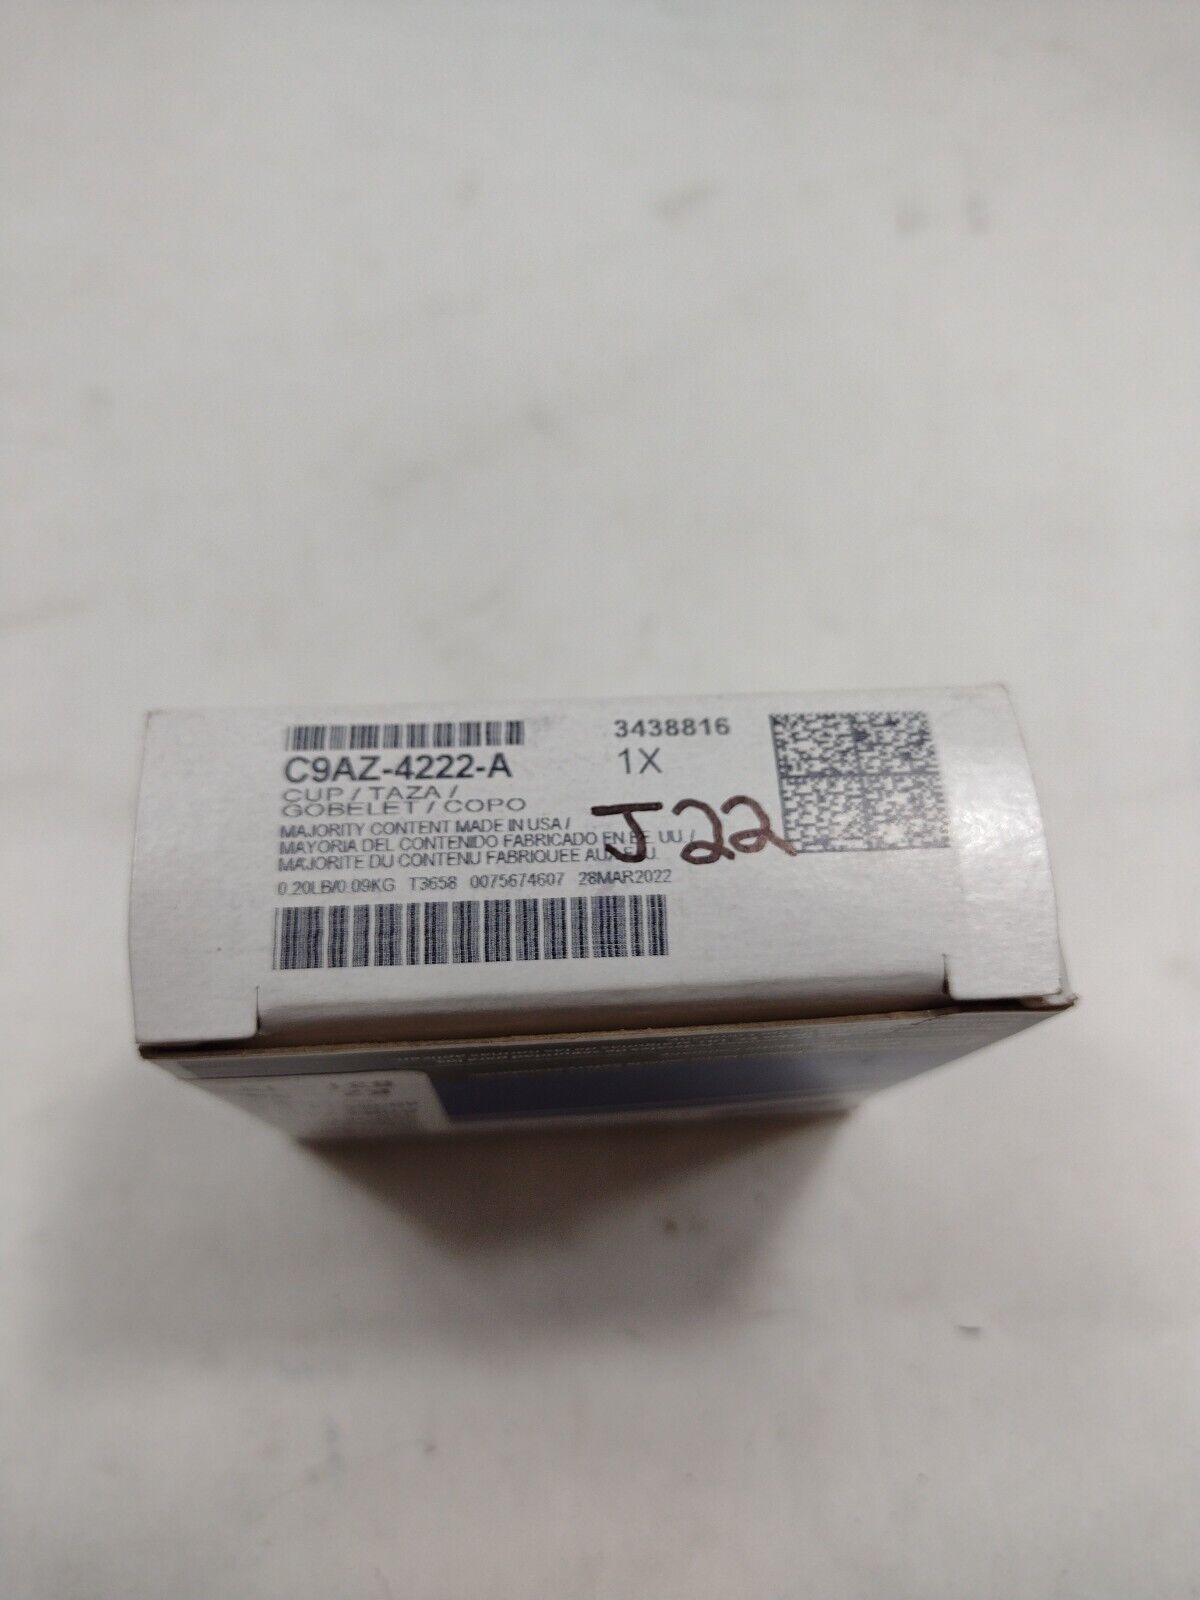 3438816
C9AZ-4222-A
1X
CUP / TAZA /
GOBELET / COPO
MAJORITY CONTENT MADE IN USA /
MAYORIA DEL CONTENIDO FABRICADO EN EE. UU. /
MAJORITE DU CONTENU FABRIQUEE AUX E.U.
J22
0.20LB/0.09KG T3658 0075674607 28MAR2022